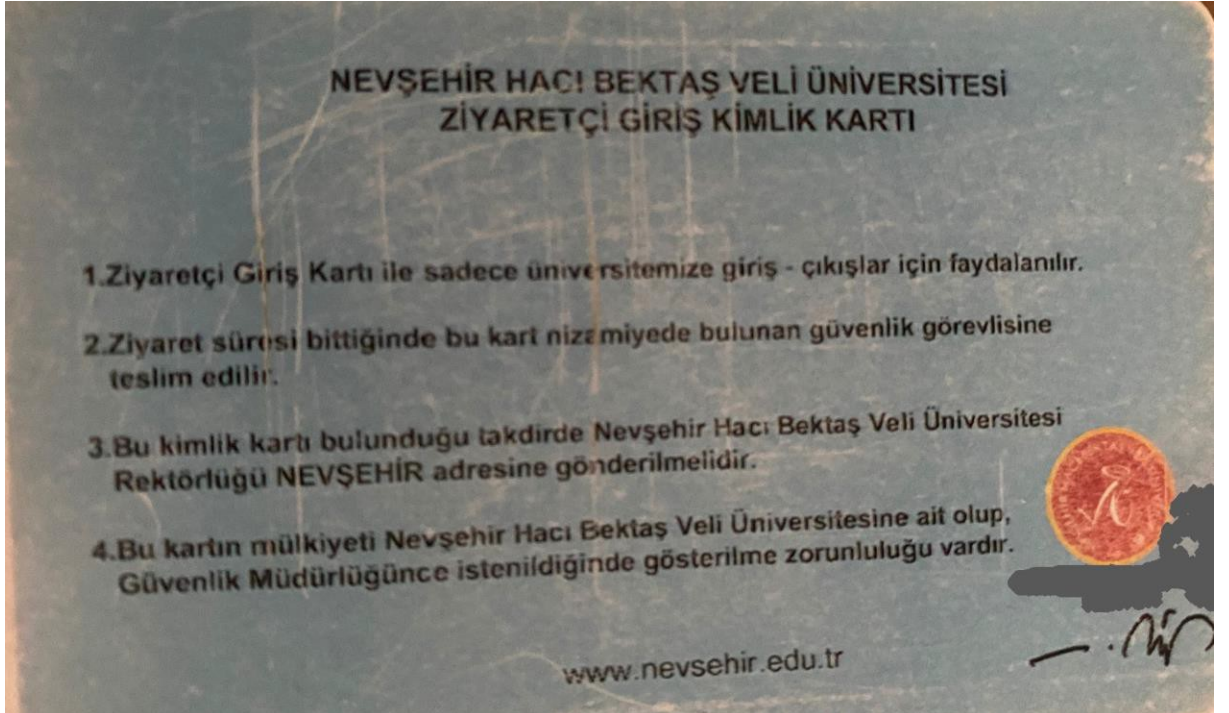 NEVŞEHİR HACI BEKTAŞ VELİ ÜNİVERSİTESİ
ZİYARETÇİ GİRİŞ KİMLİK KARTI
1.Ziyaretçi Giriş Kartı ile sadece üniversitemize giriş - çıkışlar için faydalanılır.
2.Ziyaret süresi bittiğinde bu kart nizamiyede bulunan güvenlik görevlisine
teslim edilir.
3.Bu kimlik kartı bulunduğu takdirde Nevşehir Hacı Bektaş Veli Üniversitesi
Rektörlüğü NEVŞEHİR adresine gönderilmelidir.
4.Bu kartın mülkiyeti Nevşehir Hacı Bektaş Veli Üniversitesine ait olup,
Güvenlik Müdürlüğünce istenildiğinde gösterilme zorunluluğu vardır.
www.nevsehir.edu.tr